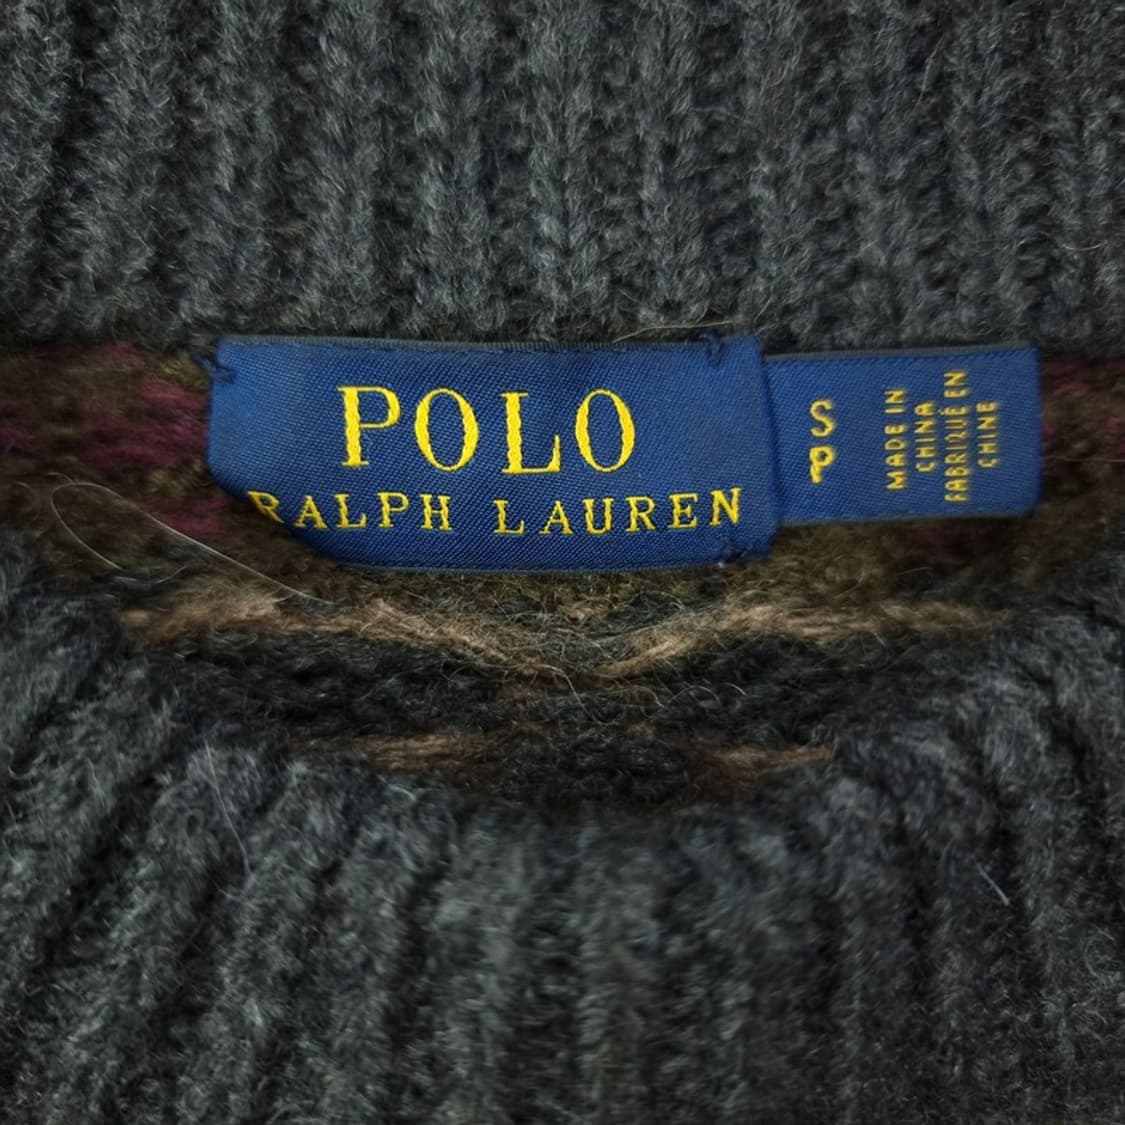 POLO
RALPH LAUREN
S
P
MADE IN
CHINA
FABRIQUÉ EN
CHINE